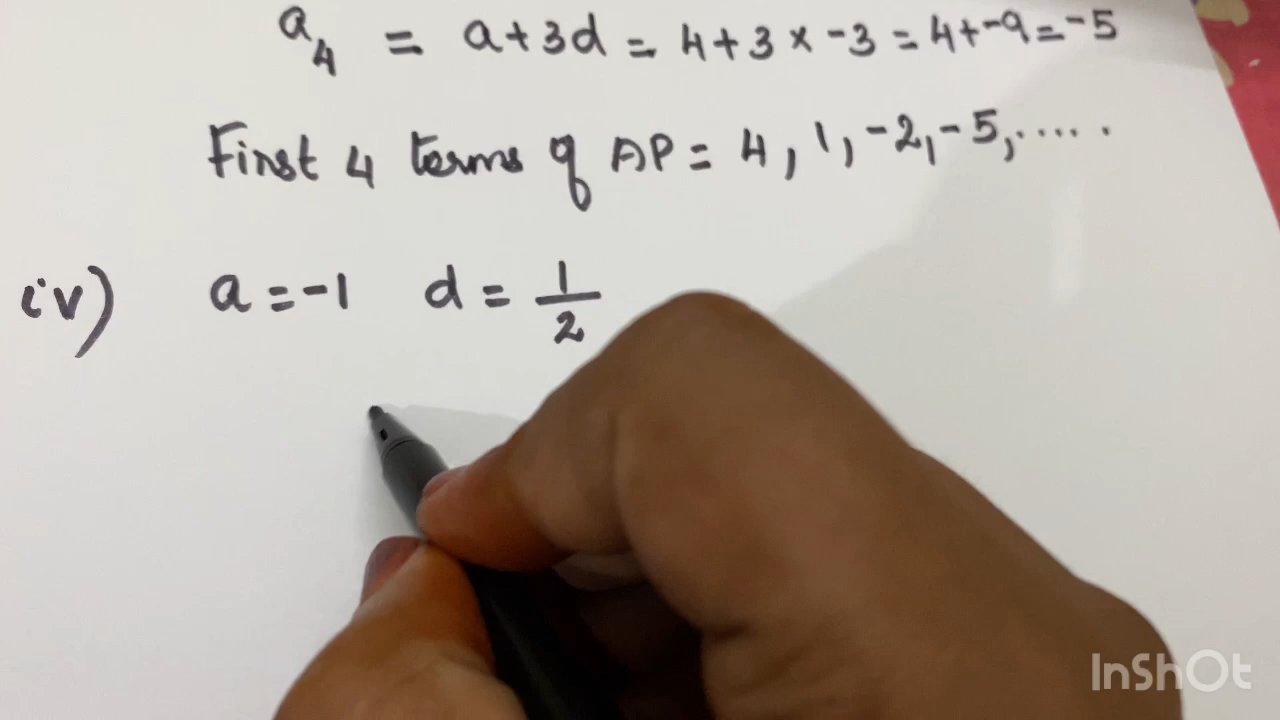 a₄ = a+3d = 4+3×-3 = 4+-9 = -5
First 4 terms of AP = 4, 1, -2, -5, .....
iv) a = -1 d = 1/2
InShOt